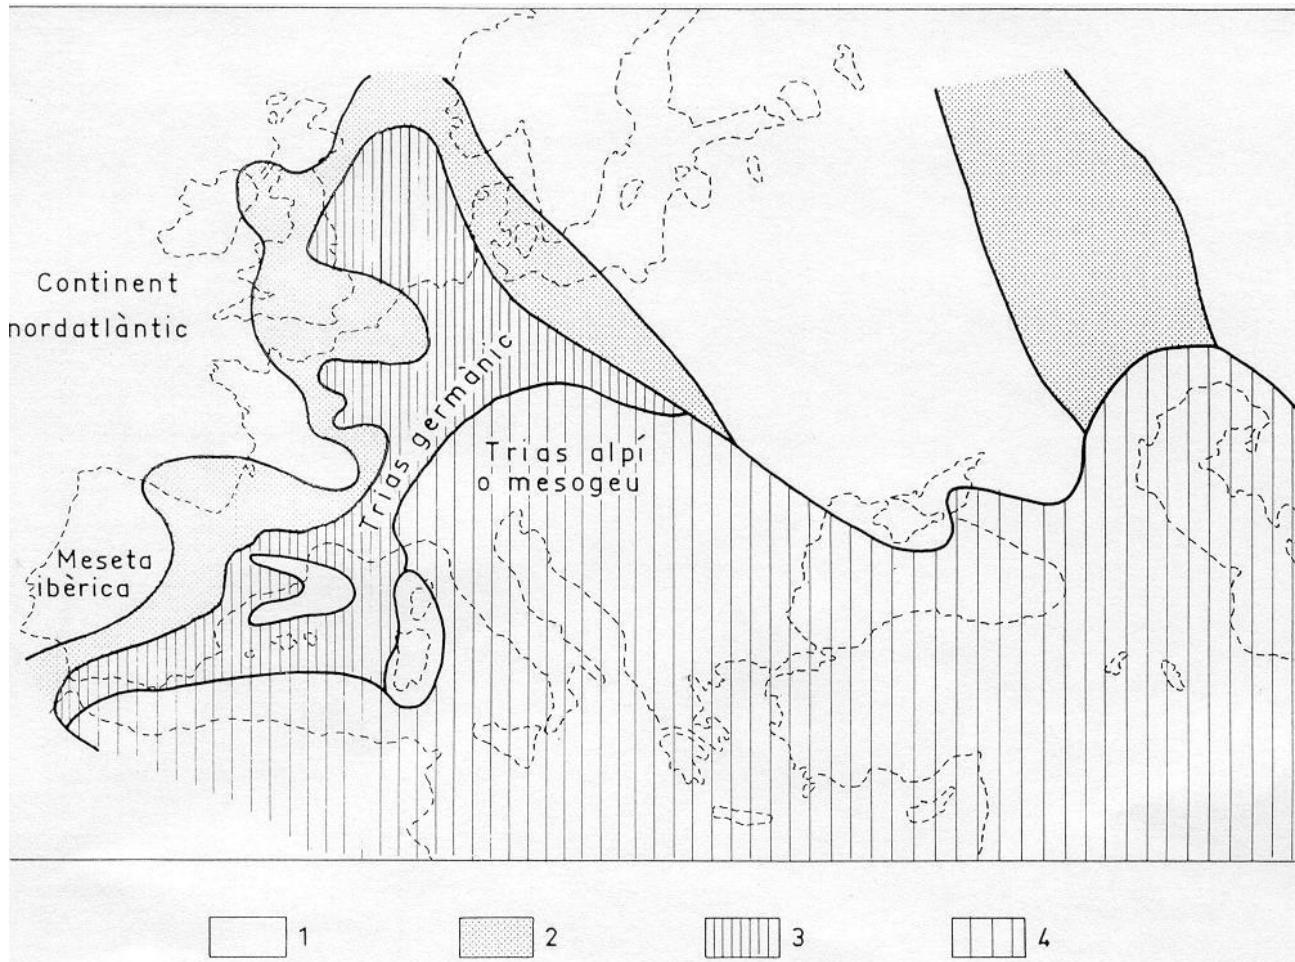 Continent
nordatlàntic
Trias germànic
Trias alpí
o mesogeu
Meseta
ibèrica
1
2
3
4